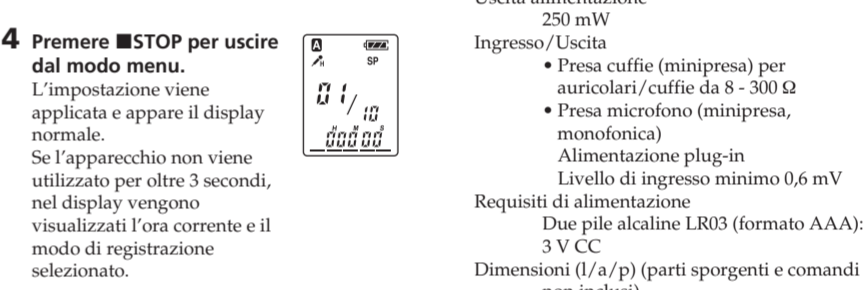 4 Premere ■STOP per uscire
dal modo menu.
L'impostazione viene
applicata e appare il display
normale.
Se l'apparecchio non viene
utilizzato per oltre 3 secondi,
nel display vengono
visualizzati l'ora corrente e il
modo di registrazione
selezionato.
A
H SP
01/10
H M S
00000
Uscita alimentazione
250 mW
Ingresso/Uscita
• Presa cuffie (minipresa) per
auricolari/cuffie da 8 - 300 Ω
• Presa microfono (minipresa,
monofonica)
Alimentazione plug-in
Livello di ingresso minimo 0,6 mV
Requisiti di alimentazione
Due pile alcaline LR03 (formato AAA):
3 V CC
Dimensioni (l/a/p) (parti sporgenti e comandi
non inclusi)